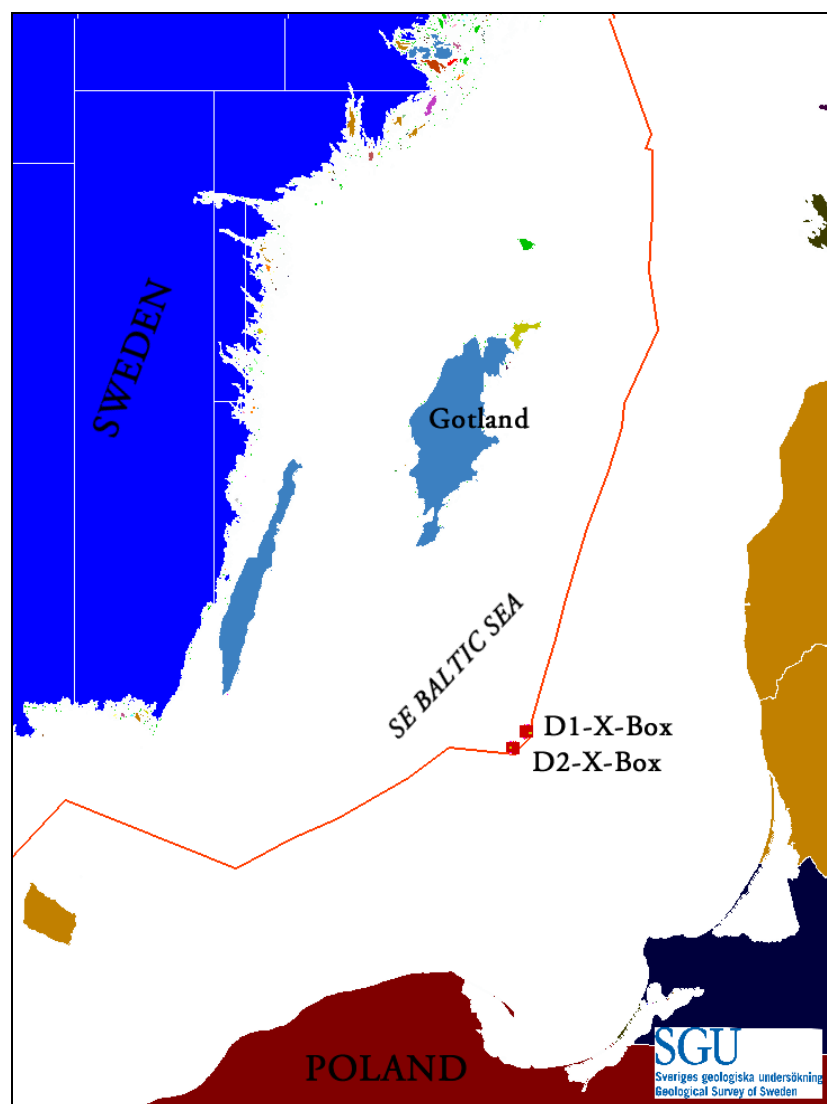 SWEDEN
Gotland
SE BALTIC SEA
D1-X-Box
D2-X-Box
POLAND
SGU
Sveriges geologiska undersökning
Geological Survey of Sweden